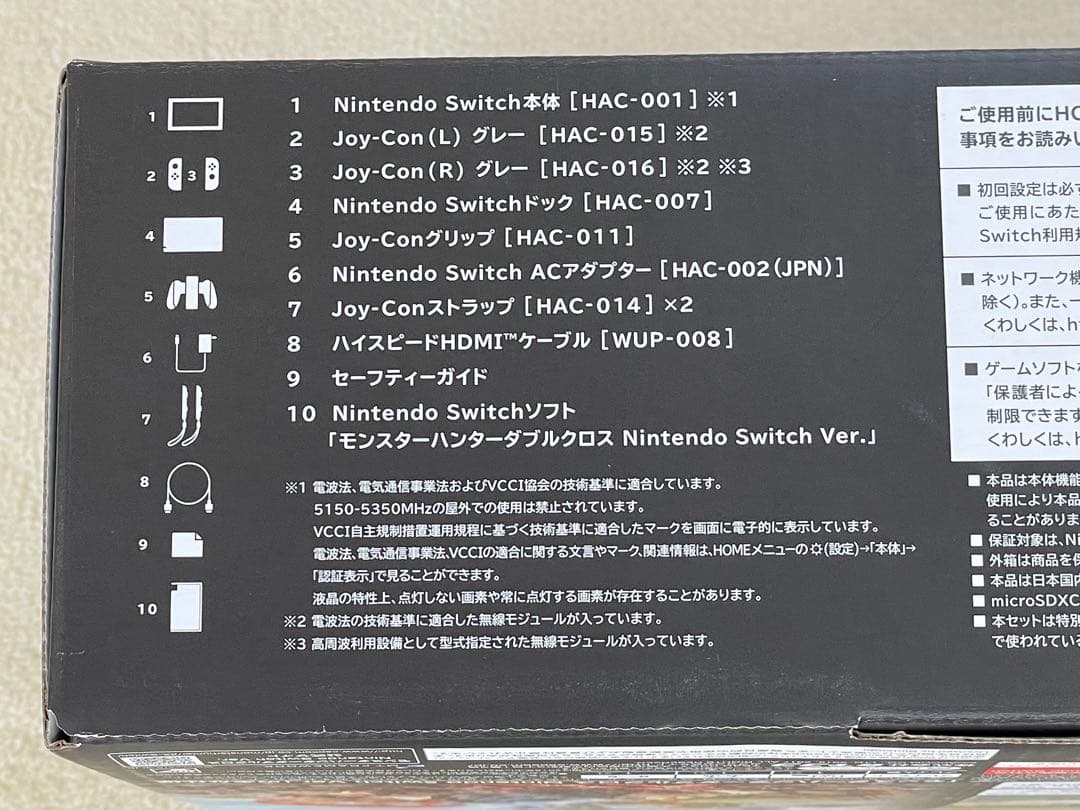 1 Nintendo Switch本体 [HAC-001] ※1
2 Joy-Con(L) グレー [HAC-015] ※2
3 Joy-Con(R) グレー [HAC-016] ※2 ※3
4 Nintendo Switchドック [HAC-007]
5 Joy-Conグリップ [HAC-011]
6 Nintendo Switch ACアダプター [HAC-002(JPN)]
7 Joy-Conストラップ [HAC-014] ×2
8 ハイスピードHDMI™ケーブル [WUP-008]
9 セーフティーガイド
10 Nintendo Switchソフト
「モンスターハンターダブルクロス Nintendo Switch Ver.」
※1 電波法、電気通信事業法およびVCCI協会の技術基準に適合しています。
5150-5350MHzの屋外での使用は禁止されています。
VCCI自主規制措置運用規程に基づく技術基準に適合したマークを画面に電子的に表示しています。
電波法、電気通信事業法、VCCIの適合に関する文言やマーク、関連情報は、HOMEメニューの(設定)→「本体」→
「認証表示」で見ることができます。
液晶の特性上、点灯しない画素や常に点灯する画素が存在することがあります。
※2 電波法の技術基準に適合した無線モジュールが入っています。
※3 高周波利用設備として型式指定された無線モジュールが入っています。
1
2 3
4
5
6
7
8
9
10
ご使用前にHO
事項をお読みい
■ 初回設定は必ず
ご使用にあた
Switch利用規
■ ネットワーク機
除く)。また、一
くわしくは、h
■ ゲームソフト
「保護者によ
制限できます
くわしくは、h
■ 本品は本体機能
使用により本品
ることがありま
■ 保証対象は、Ni
■ 外箱は商品を保
■ 本品は日本国内
■ microSDXC
■ 本セットは特別
で使われている